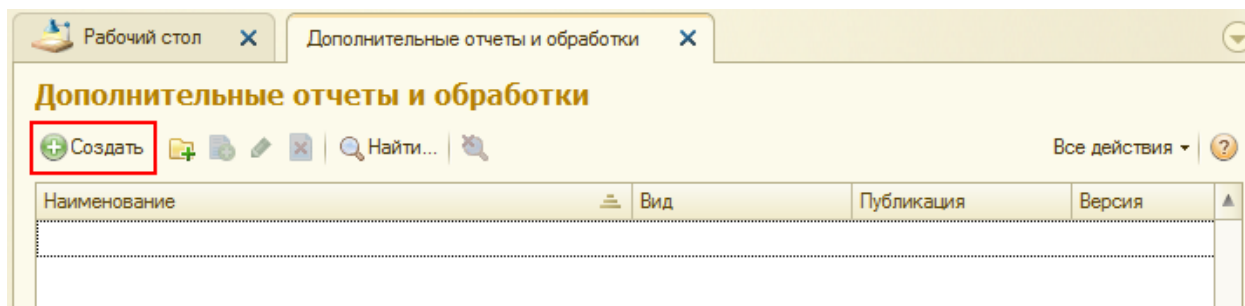 Рабочий стол Дополнительные отчеты и обработки
Дополнительные отчеты и обработки
Создать Найти... Все действия
Наименование Вид Публикация Версия